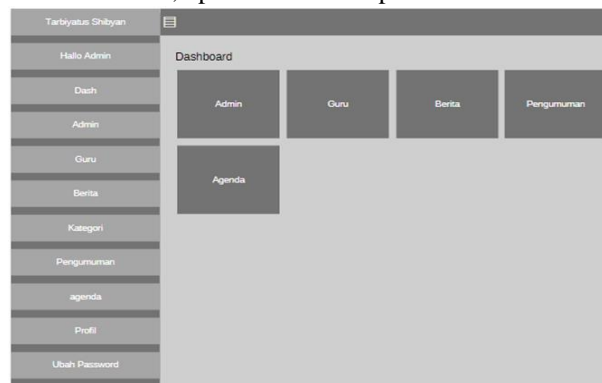 Tarbiyatus Shibyan
Hallo Admin
Dash
Admin
Guru
Berita
Kategori
Pengumuman
agenda
Profil
Ubah Password
Dashboard
Admin
Guru
Berita
Pengumuman
Agenda